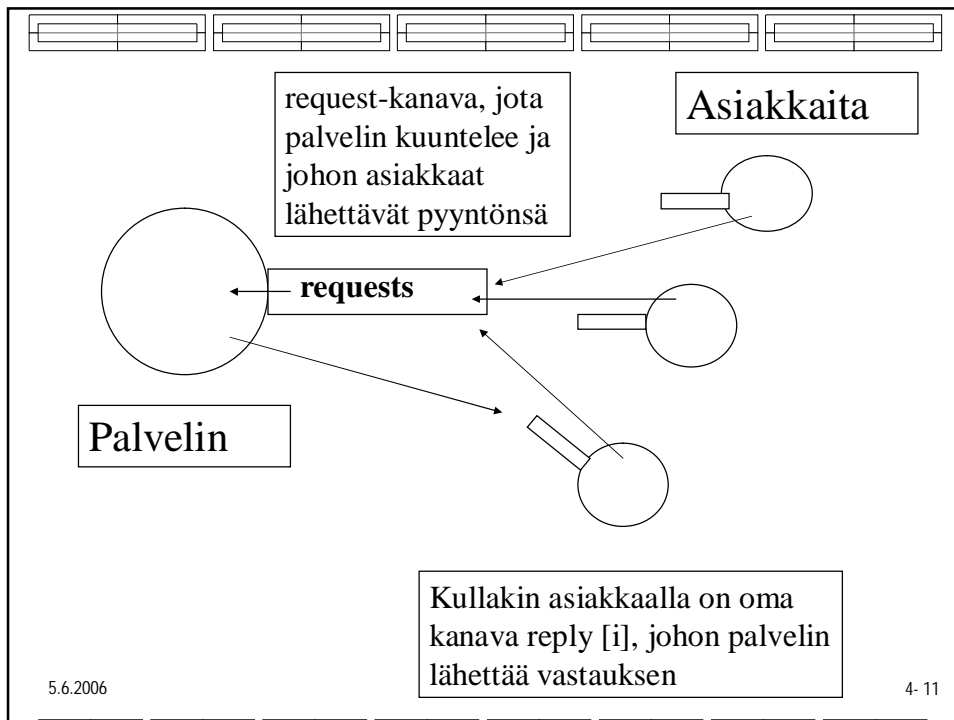 request-kanava, jota
palvelin kuuntelee ja
johon asiakkaat
lähettävät pyyntönsä
Asiakkaita
requests
Palvelin
Kullakin asiakkaalla on oma
kanava reply [i], johon palvelin
lähettää vastauksen
5.6.2006
4- 11